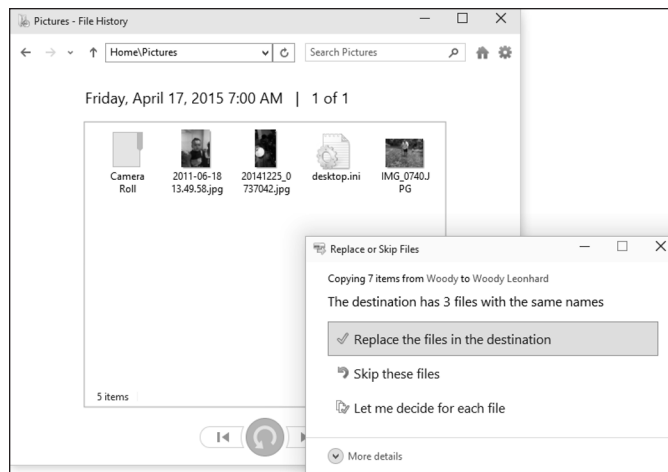 Pictures - File History
Home\Pictures
Search Pictures
Friday, April 17, 2015 7:00 AM | 1 of 1
Camera
Roll
2011-06-18
13.49.58.jpg
20141225_0
737042.jpg
desktop.ini
IMG_0740.J
PG
5 items
Replace or Skip Files
Copying 7 items from Woody to Woody Leonhard
The destination has 3 files with the same names
Replace the files in the destination
Skip these files
Let me decide for each file
More details